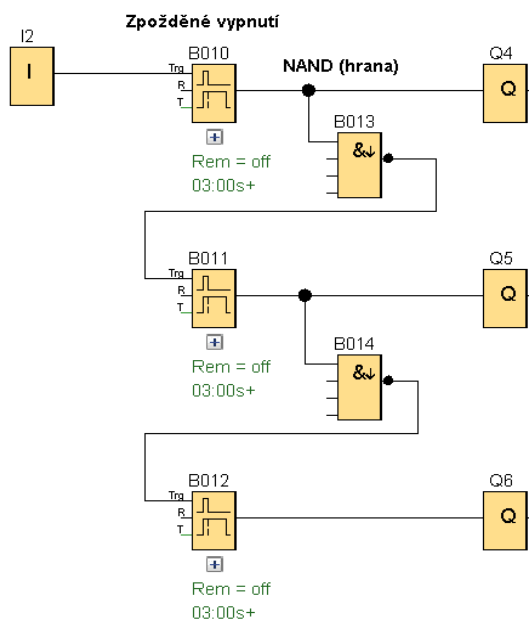 Zpožděné vypnutí
I2
I
B010
Trg
R
T
Rem = off
03:00s+
NAND (hrana)
B013
&↓
Q4
Q
B011
Trg
R
T
Rem = off
03:00s+
B014
&↓
Q5
Q
B012
Trg
R
T
Rem = off
03:00s+
Q6
Q